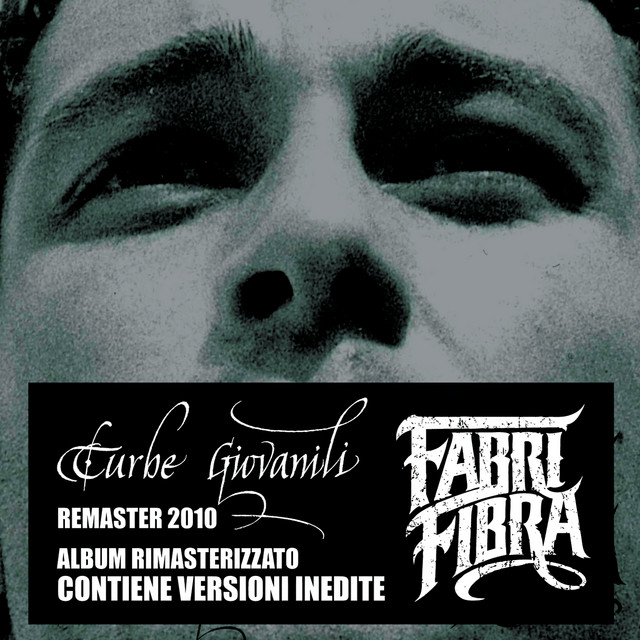 Turbe Giovanili
REMASTER 2010
ALBUM RIMASTERIZZATO
CONTIENE VERSIONI INEDITE
FABRI
FIBRA